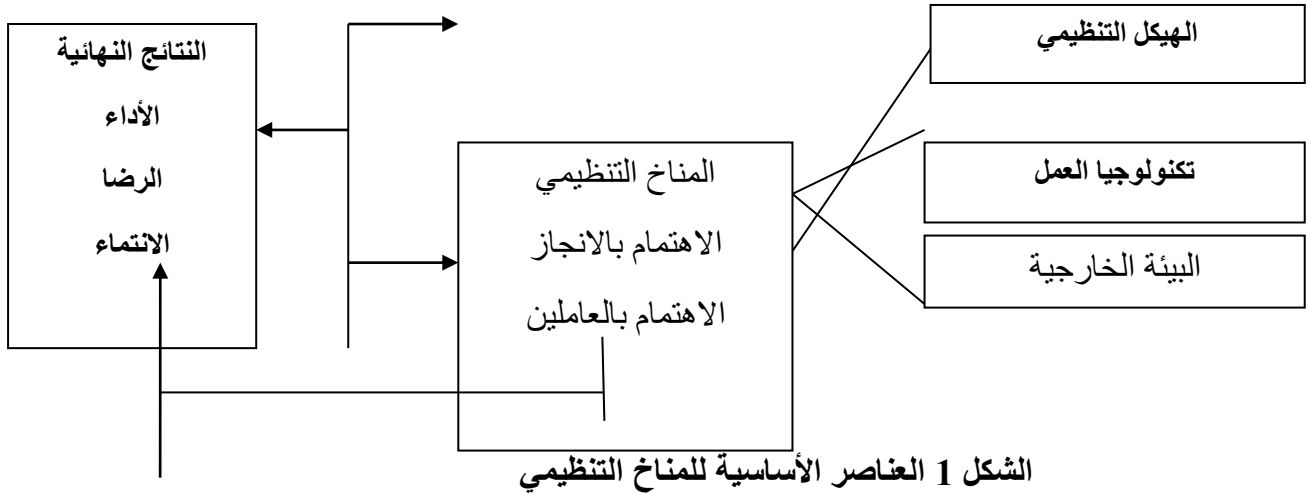 الهيكل التنظيمي
تكنولوجيا العمل
البيئة الخارجية
المناخ التنظيمي
الاهتمام بالانجاز
الاهتمام بالعاملين
النتائج النهائية
الأداء
الرضا
الانتماء
الشكل 1 العناصر الأساسية للمناخ التنظيمي